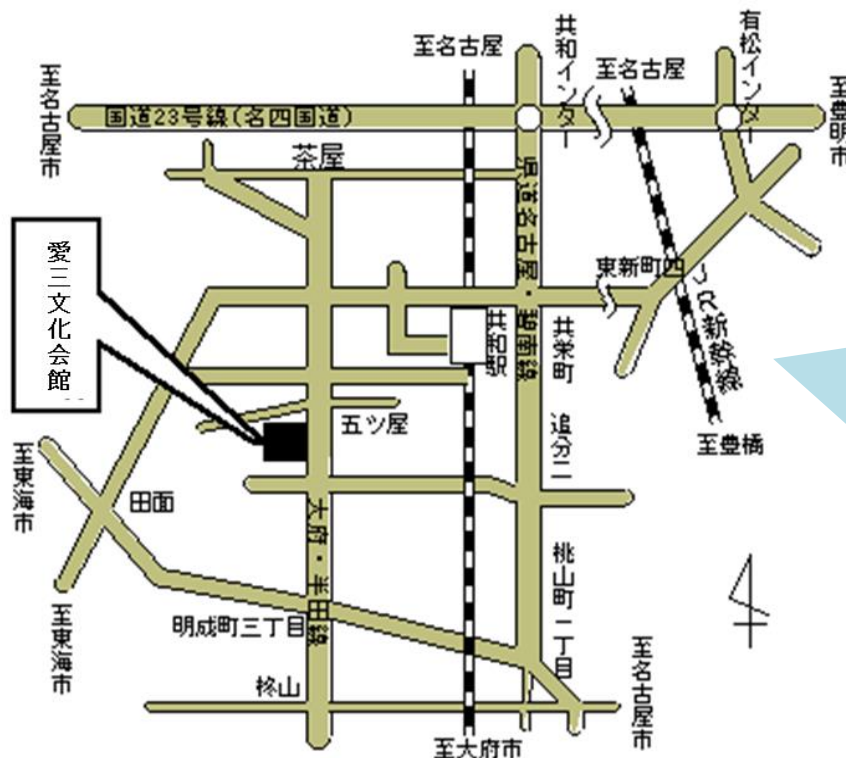 至名古屋
共和インター
至名古屋
有松インター
至名古屋市
国道23号線(名四国道)
至豊明市
茶屋
県道名古屋・碧南線
愛三文化会館
東新町四
JR新幹線
共和駅
共栄町
五ツ屋
追分二
至豊橋
至東海市
田面
大府・半田線
桃山町一丁目
明成町三丁目
至東海市
柊山
至名古屋市
至大府市